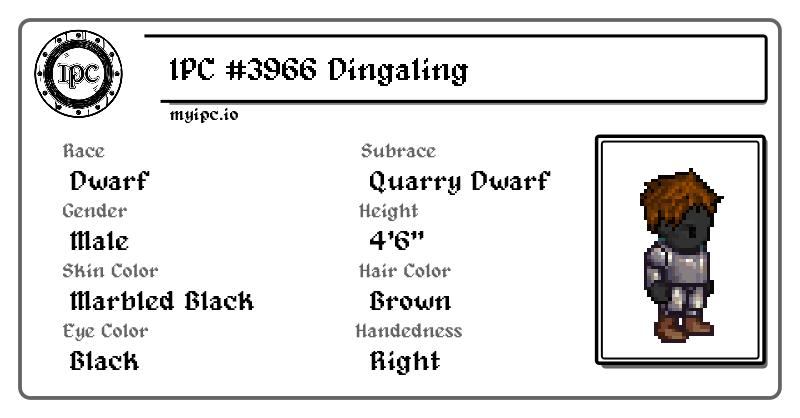 IPC
IPC #3966 Dingaling
myipc.io
Race
Dwarf
Subrace
Quarry Dwarf
Gender
Male
Height
4'6"
Skin Color
Marbled Black
Hair Color
Brown
Eye Color
Black
Handedness
Right